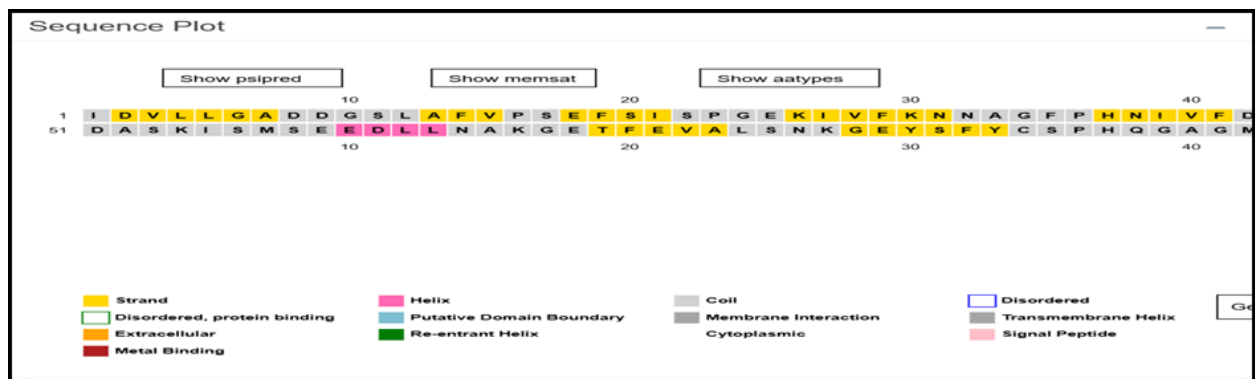 Sequence Plot
Show psipred Show memsat Show aatypes
10 20 30 40
1 I D V L L G A D D G S L A F V P S E F S I S P G E K I V F K N N A G F P H N I V F D
51 D A S K I S M S E E D L L N A K G E T F E V A L S N K G E Y S F Y C S P H Q G A G M
10 20 30 40
Strand Helix Coil Disordered
Disordered, protein binding Putative Domain Boundary Membrane Interaction Transmembrane Helix
Extracellular Re-entrant Helix Cytoplasmic Signal Peptide
Metal Binding